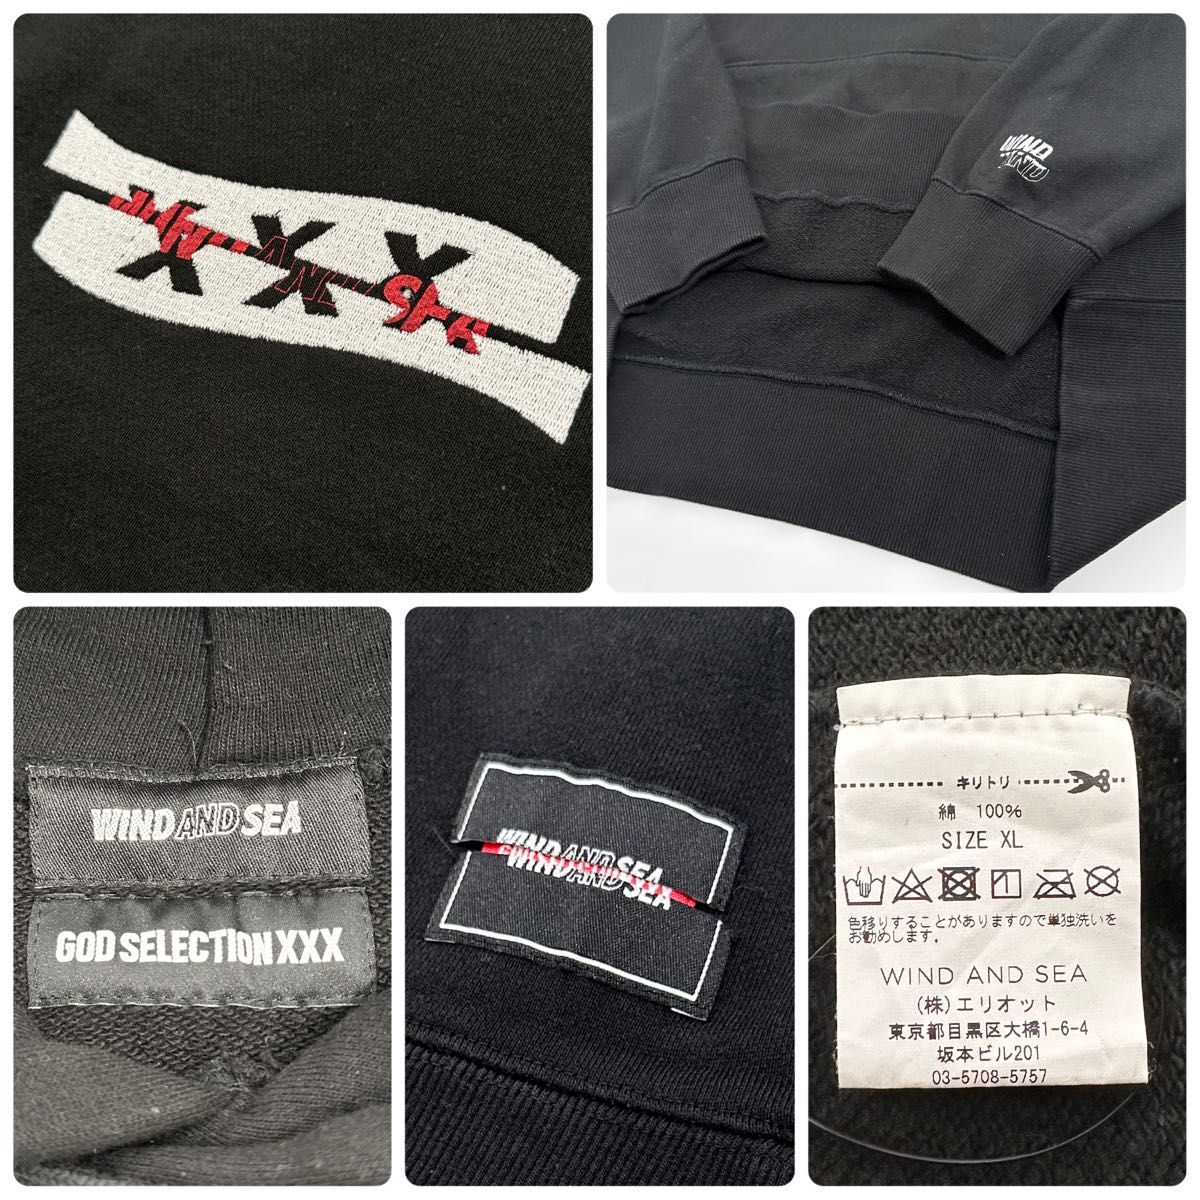 XXX
WIND
WIND AND SEA
GOD SELECTION XXX
WIND AND SEA
WIND AND SEA
キリトリ
綿 100%
SIZE XL
色移りすることがありますので単独洗いを
お勧めします。
WIND AND SEA
(株)エリオット
東京都目黒区大橋1-6-4
坂本ビル201
03-5708-5757